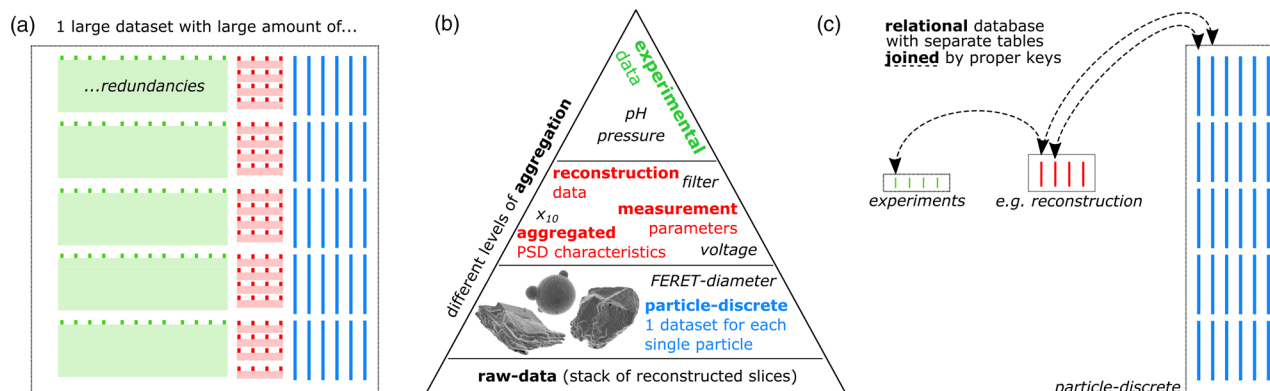 (a)
1 large dataset with large amount of...
...redundancies
(b)
different levels of aggregation
experimental
data
pH
pressure
reconstruction
data
filter
x10
measurement
parameters
aggregated
PSD characteristics
voltage
FERET-diameter
particle-discrete
1 dataset for each
single particle
raw-data (stack of reconstructed slices)
(c)
relational database
with separate tables
joined by proper keys
experiments
e.g. reconstruction
particle-discrete